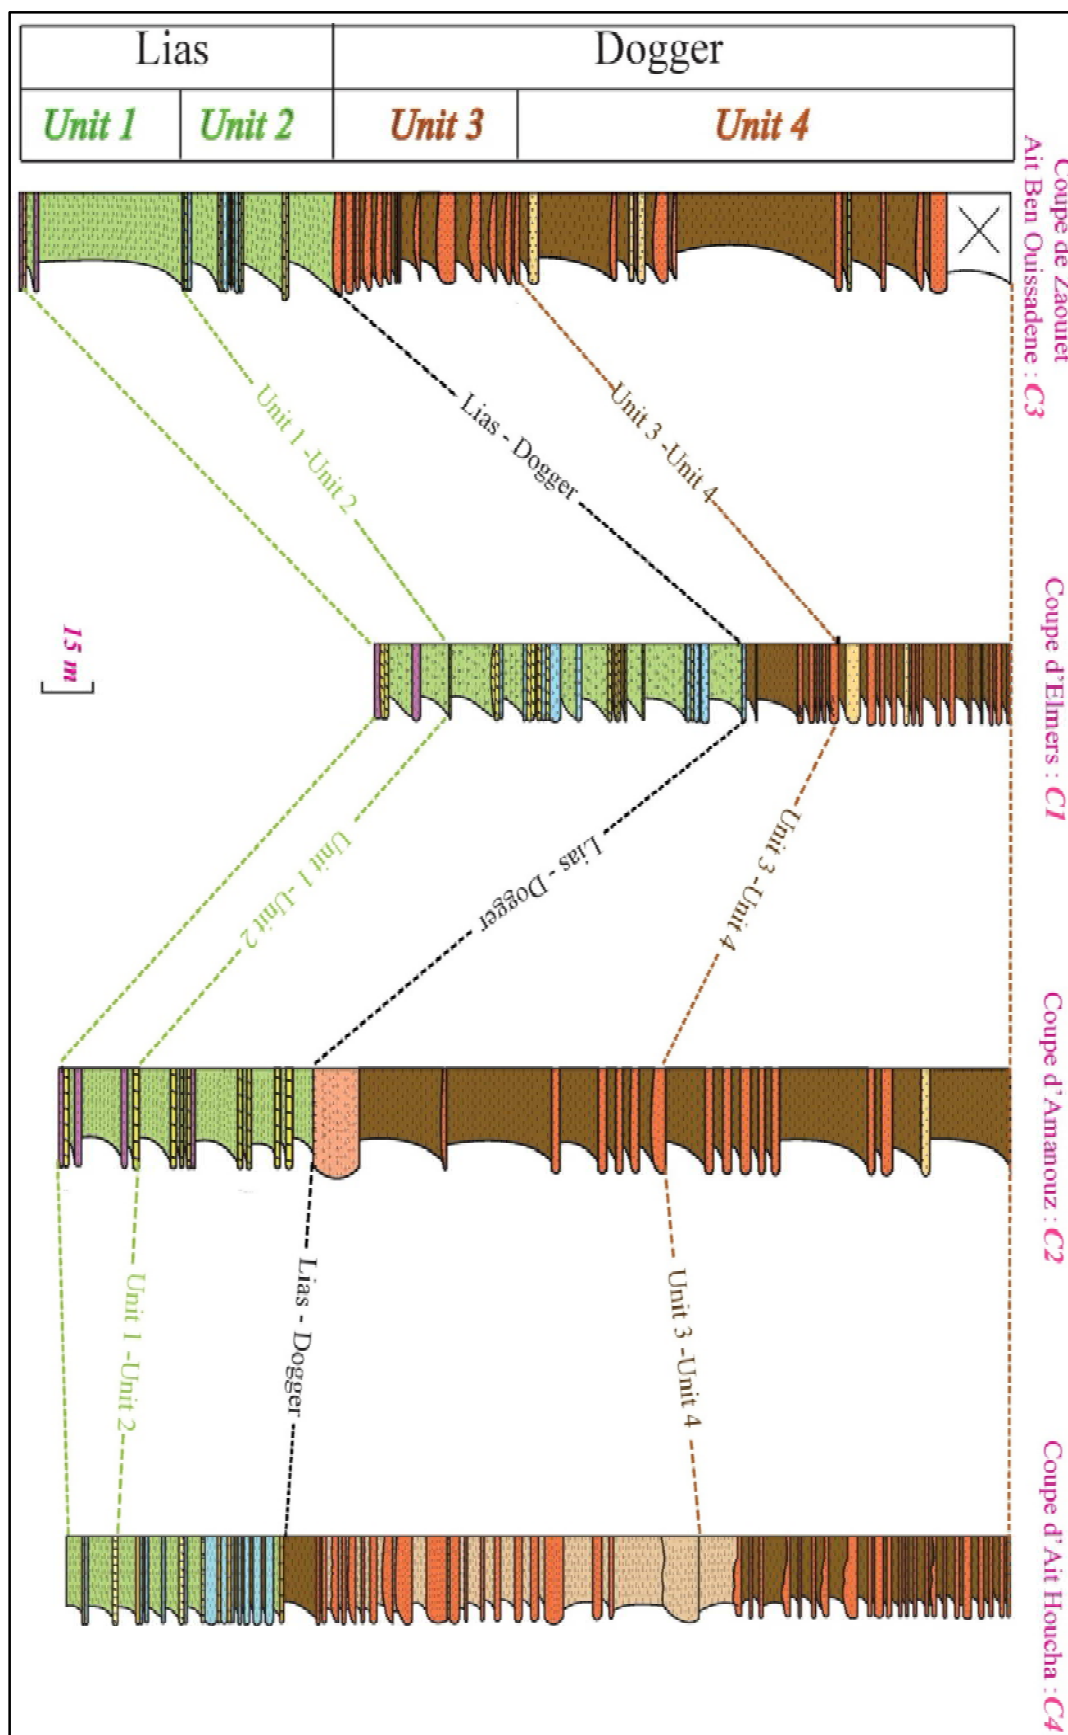 Lias
Dogger
Unit 1
Unit 2
Unit 3
Unit 4
Coupe de Zaouiet
Ait Ben Ouissadene : C3
Unit 1 -Unit 2
Lias - Dogger
Unit 3 -Unit 4
15 m
Coupe d'Elmers : C1
Unit 1 -Unit 2
Lias - Dogger
Unit 3 -Unit 4
Coupe d'Amanouz : C2
Unit 1 -Unit 2
Lias - Dogger
Unit 3 -Unit 4
Coupe d'Ait Houcha : C4